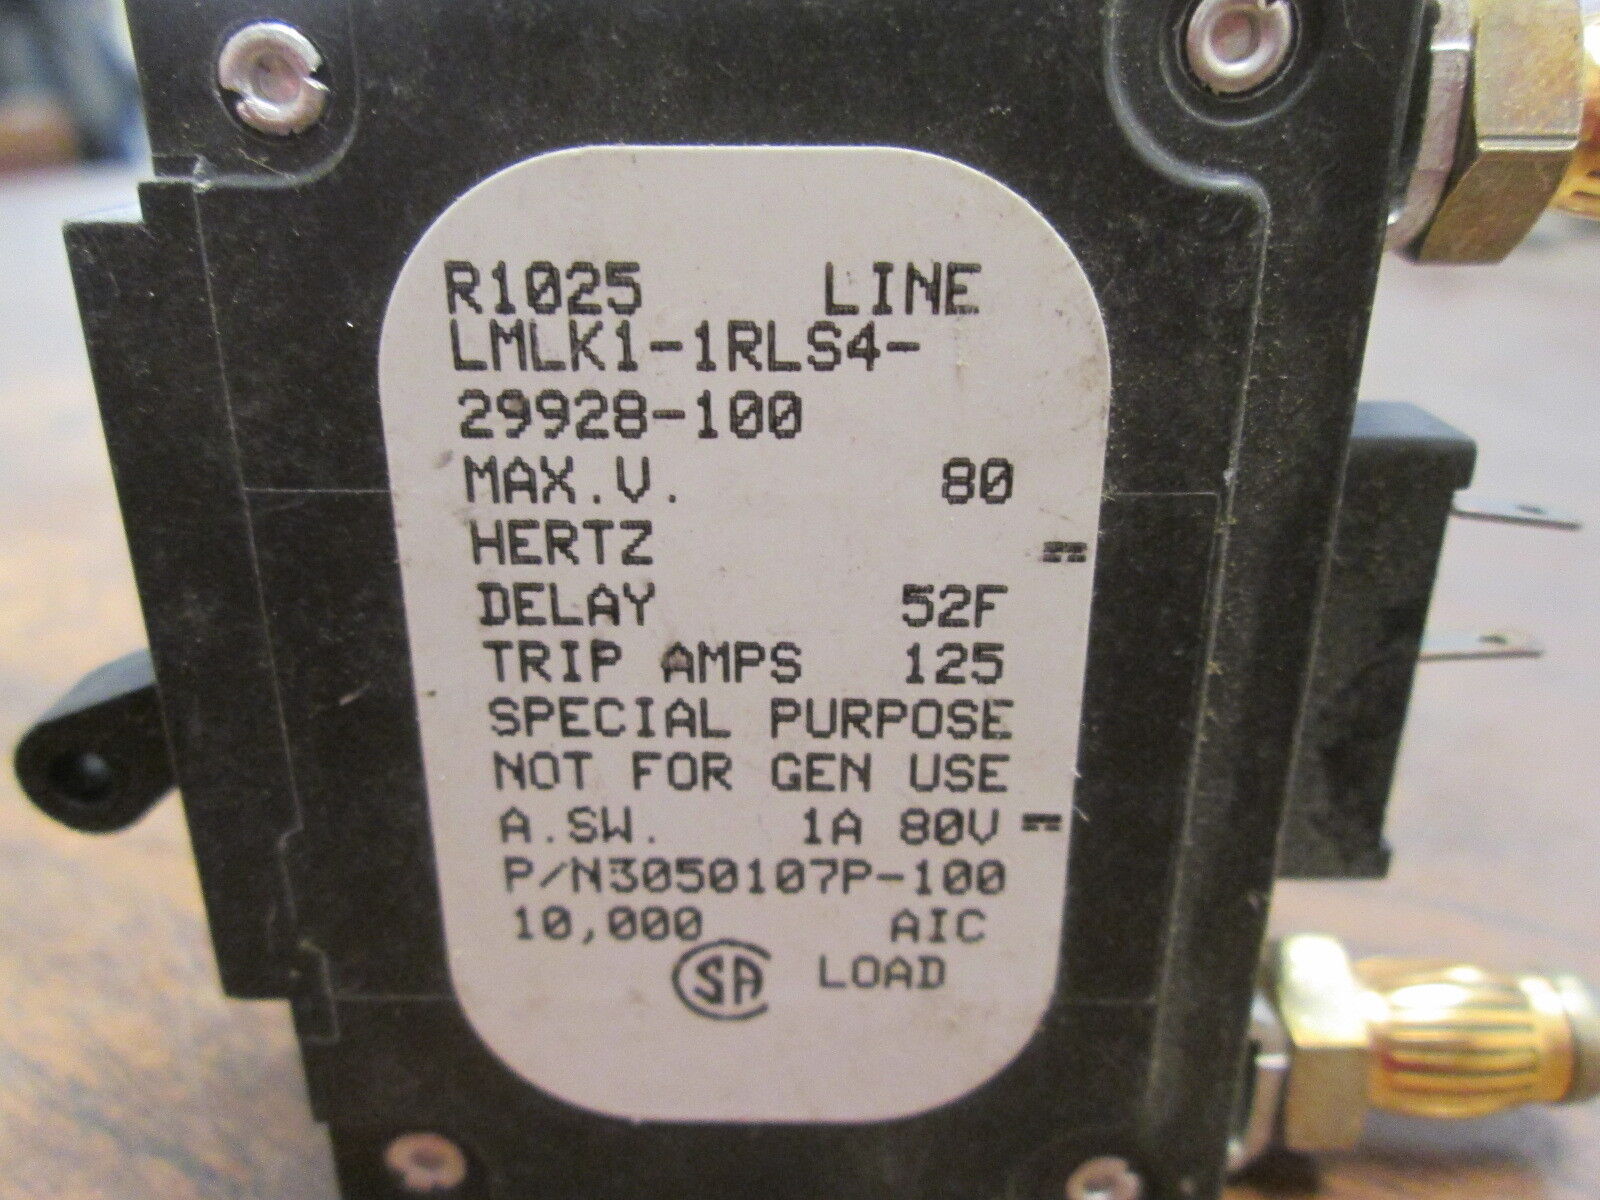 R1025 LINE
LMLK1-1RLS4-
29928-100
MAX.V. 80
HERTZ ⎓
DELAY 52F
TRIP AMPS 125
SPECIAL PURPOSE
NOT FOR GEN USE
A.SW. 1A 80V ⎓
P/N3050107P-100
10,000 AIC
SA LOAD